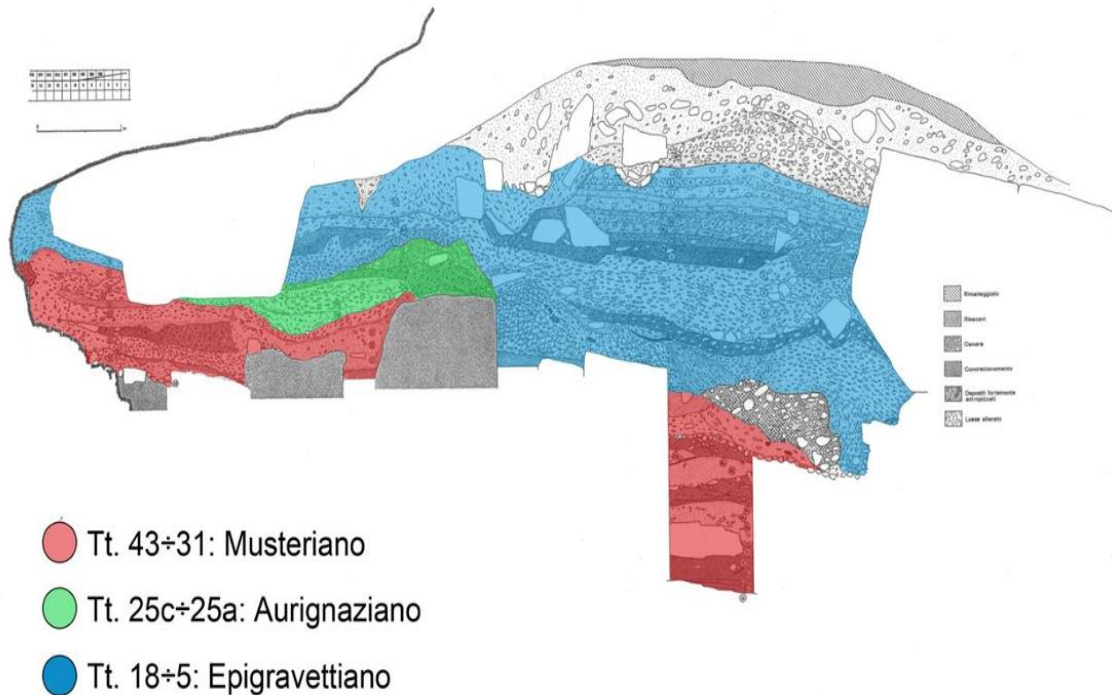 Rimaneggiato
Riseconi
Cenere
Concrezionamento
Depositi fortemente
antropizzati
Loess alterato
Tt. 43÷31: Musteriano
Tt. 25c÷25a: Aurignaziano
Tt. 18÷5: Epigravettiano